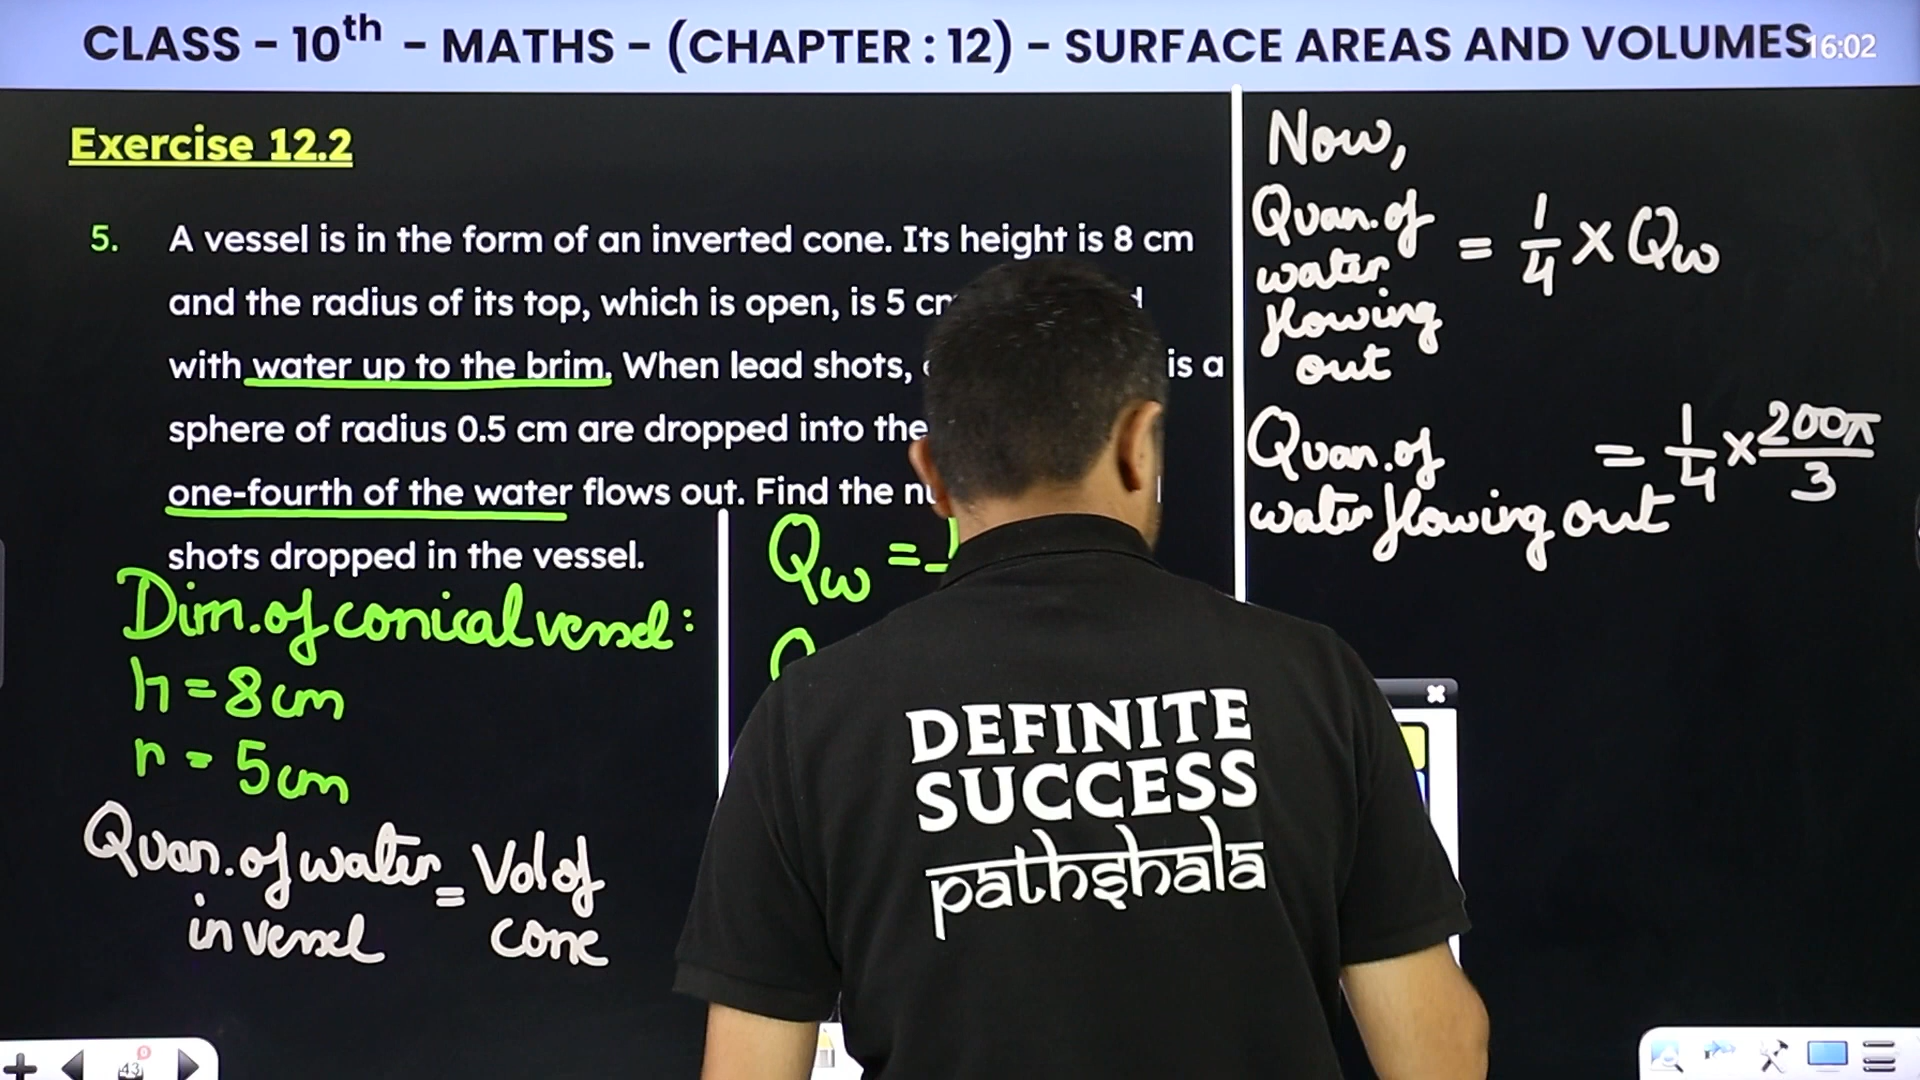 CLASS - 10th - MATHS - (CHAPTER : 12) - SURFACE AREAS AND VOLUMES
16:02
Exercise 12.2
5. A vessel is in the form of an inverted cone. Its height is 8 cm
and the radius of its top, which is open, is 5
with water up to the brim. When lead shots, is a
sphere of radius 0.5 cm are dropped into the
one-fourth of the water flows out. Find the
shots dropped in the vessel.
Dim. of conical vessel :
h = 8 cm
r = 5 cm
Quan. of water = Vol of
in vessel cone
Qw =
Now,
Quan. of
water = 1/4 × Qw
flowing
out
Quan. of = 1/4 × 200π/3
water flowing out
DEFINITE
SUCCESS
pathshala
43